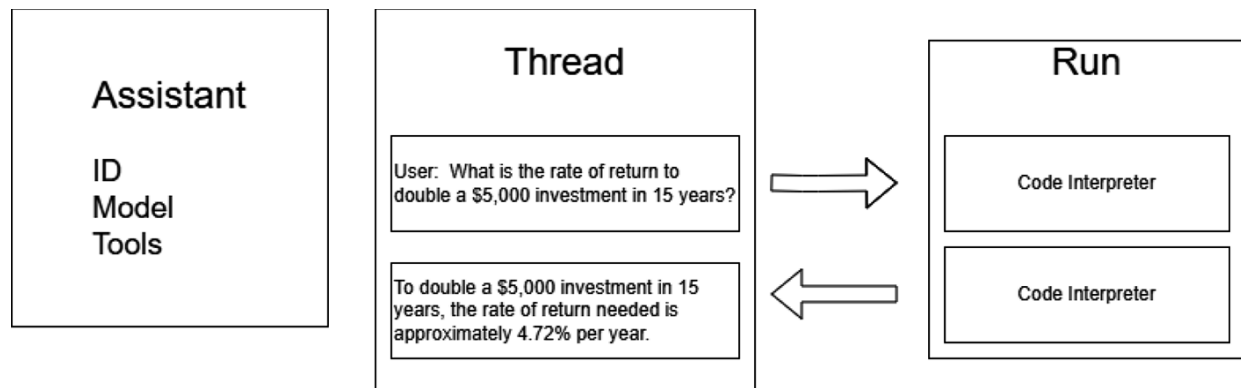 Assistant
ID
Model
Tools
Thread
User:  What is the rate of return to
double a $5,000 investment in 15 years?
To double a $5,000 investment in 15
years, the rate of return needed is
approximately 4.72% per year.
Run
Code Interpreter
Code Interpreter